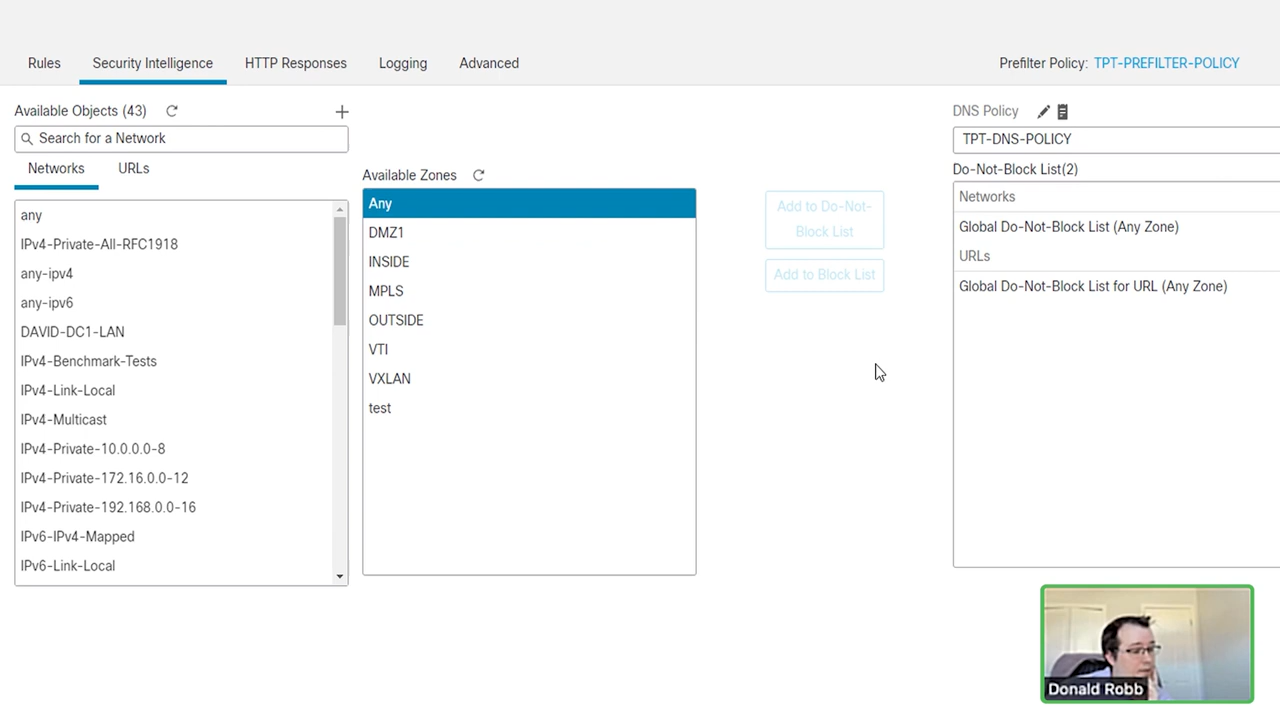 Rules
Security Intelligence
HTTP Responses
Logging
Advanced
Prefilter Policy: TPT-PREFILTER-POLICY
Available Objects (43)
Search for a Network
Networks
URLs
any
IPv4-Private-All-RFC1918
any-ipv4
any-ipv6
DAVID-DC1-LAN
IPv4-Benchmark-Tests
IPv4-Link-Local
IPv4-Multicast
IPv4-Private-10.0.0.0-8
IPv4-Private-172.16.0.0-12
IPv4-Private-192.168.0.0-16
IPv6-IPv4-Mapped
IPv6-Link-Local
Available Zones
Any
DMZ1
INSIDE
MPLS
OUTSIDE
VTI
VXLAN
test
Add to Do-Not-
Block List
Add to Block List
DNS Policy
TPT-DNS-POLICY
Do-Not-Block List(2)
Networks
Global Do-Not-Block List (Any Zone)
URLs
Global Do-Not-Block List for URL (Any Zone)
Donald Robb